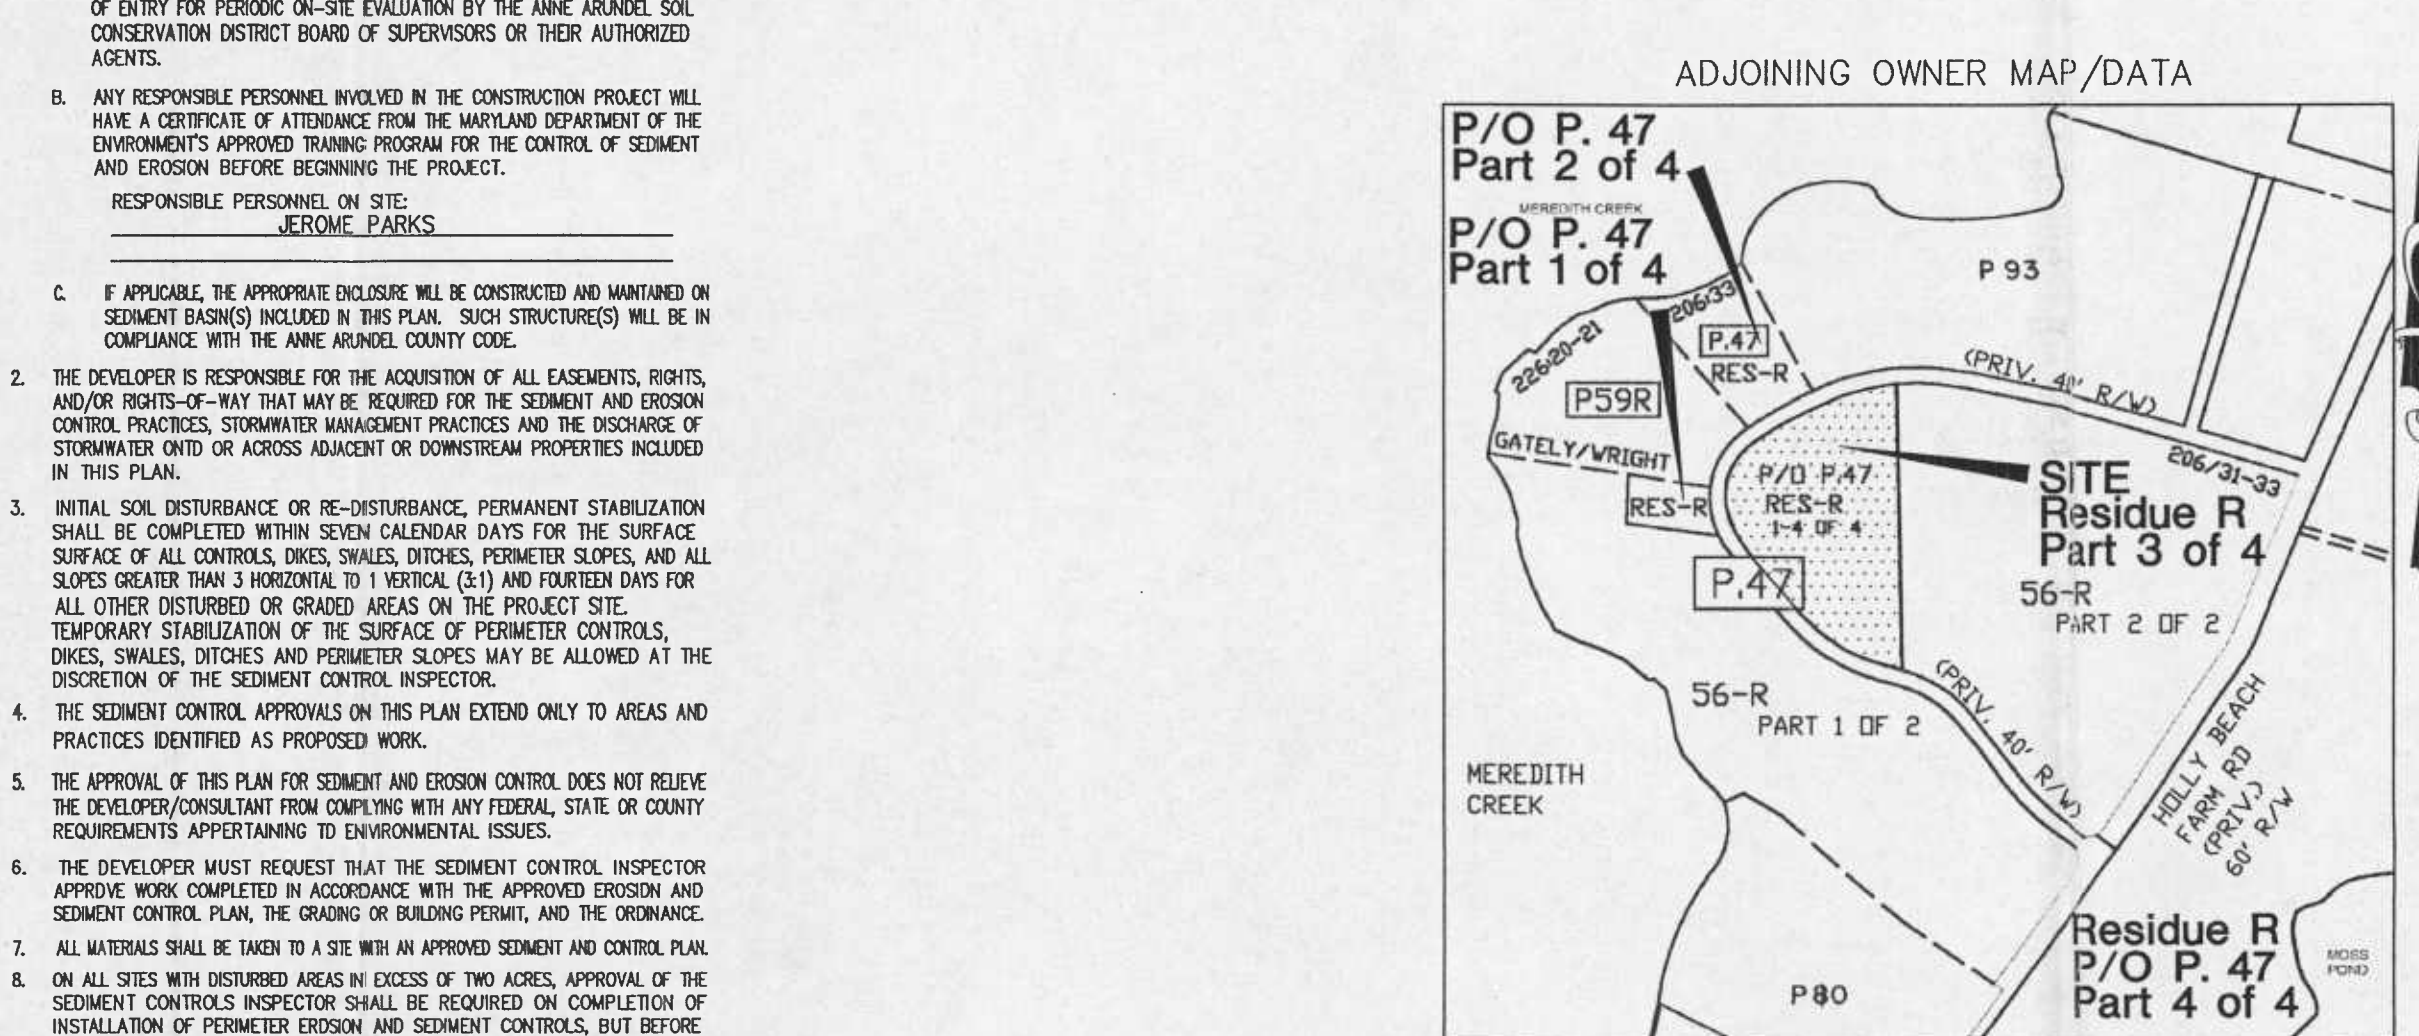 OF ENTRY FOR PERIODIC ON-SITE EVALUATION BY THE ANNE ARUNDEL SOIL
CONSERVATION DISTRICT BOARD OF SUPERVISORS OR THEIR AUTHORIZED
AGENTS.
B. ANY RESPONSIBLE PERSONNEL INVOLVED IN THE CONSTRUCTION PROJECT WILL
HAVE A CERTIFICATE OF ATTENDANCE FROM THE MARYLAND DEPARTMENT OF THE
ENVIRONMENT'S APPROVED TRAINING PROGRAM FOR THE CONTROL OF SEDIMENT
AND EROSION BEFORE BEGINNING THE PROJECT.
RESPONSIBLE PERSONNEL ON SITE:
JEROME PARKS
C. IF APPLICABLE, THE APPROPRIATE ENCLOSURE WILL BE CONSTRUCTED AND MAINTAINED ON
SEDIMENT BASIN(S) INCLUDED IN THIS PLAN. SUCH STRUCTURE(S) WILL BE IN
COMPLIANCE WITH THE ANNE ARUNDEL COUNTY CODE.
2. THE DEVELOPER IS RESPONSIBLE FOR THE ACQUISITION OF ALL EASEMENTS, RIGHTS,
AND/OR RIGHTS-OF-WAY THAT MAY BE REQUIRED FOR THE SEDIMENT AND EROSION
CONTROL PRACTICES, STORMWATER MANAGEMENT PRACTICES AND THE DISCHARGE OF
STORMWATER ONTO OR ACROSS ADJACENT OR DOWNSTREAM PROPERTIES INCLUDED
IN THIS PLAN.
3. INITIAL SOIL DISTURBANCE OR RE-DISTURBANCE, PERMANENT STABILIZATION
SHALL BE COMPLETED WITHIN SEVEN CALENDAR DAYS FOR THE SURFACE
SURFACE OF ALL CONTROLS, DIKES, SWALES, DITCHES, PERIMETER SLOPES, AND ALL
SLOPES GREATER THAN 3 HORIZONTAL TO 1 VERTICAL (3:1) AND FOURTEEN DAYS FOR
ALL OTHER DISTURBED OR GRADED AREAS ON THE PROJECT SITE.
TEMPORARY STABILIZATION OF THE SURFACE OF PERIMETER CONTROLS,
DIKES, SWALES, DITCHES AND PERIMETER SLOPES MAY BE ALLOWED AT THE
DISCRETION OF THE SEDIMENT CONTROL INSPECTOR.
4. THE SEDIMENT CONTROL APPROVALS ON THIS PLAN EXTEND ONLY TO AREAS AND
PRACTICES IDENTIFIED AS PROPOSED WORK.
5. THE APPROVAL OF THIS PLAN FOR SEDIMENT AND EROSION CONTROL DOES NOT RELIEVE
THE DEVELOPER/CONSULTANT FROM COMPLYING WITH ANY FEDERAL, STATE OR COUNTY
REQUIREMENTS APPERTAINING TO ENVIRONMENTAL ISSUES.
6. THE DEVELOPER MUST REQUEST THAT THE SEDIMENT CONTROL INSPECTOR
APPROVE WORK COMPLETED IN ACCORDANCE WITH THE APPROVED EROSION AND
SEDIMENT CONTROL PLAN, THE GRADING OR BUILDING PERMIT, AND THE ORDINANCE.
7. ALL MATERIALS SHALL BE TAKEN TO A SITE WITH AN APPROVED SEDIMENT AND CONTROL PLAN.
8. ON ALL SITES WITH DISTURBED AREAS IN EXCESS OF TWO ACRES, APPROVAL OF THE
SEDIMENT CONTROLS INSPECTOR SHALL BE REQUIRED ON COMPLETION OF
INSTALLATION OF PERIMETER EROSION AND SEDIMENT CONTROLS, BUT BEFORE
ADJOINING OWNER MAP/DATA
P/O P. 47
Part 2 of 4
MEREDITH CREEK
P/O P. 47
Part 1 of 4
P 93
206:33
226:20-21
P.47
RES-R
P59R
(PRIV. 40' R/W)
GATELY/WRIGHT
RES-R
P/O P.47
RES-R
1-4 OF 4
206/31-33
SITE
Residue R
Part 3 of 4
P.47
56-R
PART 2 OF 2
56-R
PART 1 OF 2
(PRIV. 40' R/W)
MEREDITH
CREEK
HOLLY BEACH
FARM RD
(PRIV.)
60' R/W
Residue R
P/O P. 47
Part 4 of 4
MOSS
POND
P80